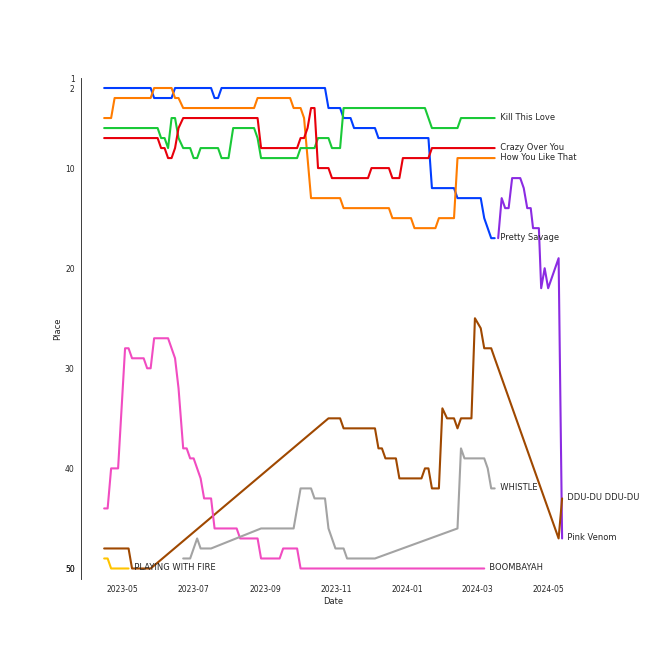 1
2
Kill This Love
Crazy Over You
How You Like That
10
Pretty Savage
20
Place
30
40
WHISTLE
DDU-DU DDU-DU
Pink Venom
50
PLAYING WITH FIRE
BOOMBAYAH
2023-05 2023-07 2023-09 2023-11 2024-01 2024-03 2024-05
Date